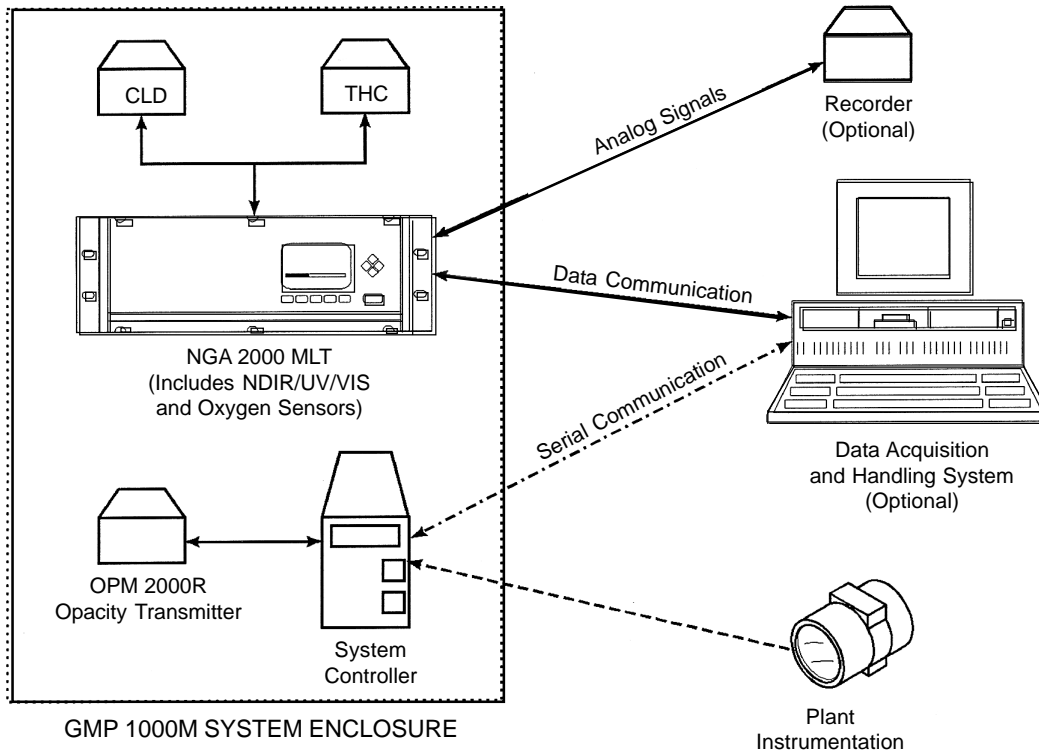 CLD
THC
Analog Signals
Recorder
(Optional)
Data Communication
NGA 2000 MLT
(Includes NDIR/UV/VIS
and Oxygen Sensors)
Serial Communication
Data Acquisition
and Handling System
(Optional)
OPM 2000R
Opacity Transmitter
System
Controller
Plant
Instrumentation
GMP 1000M SYSTEM ENCLOSURE